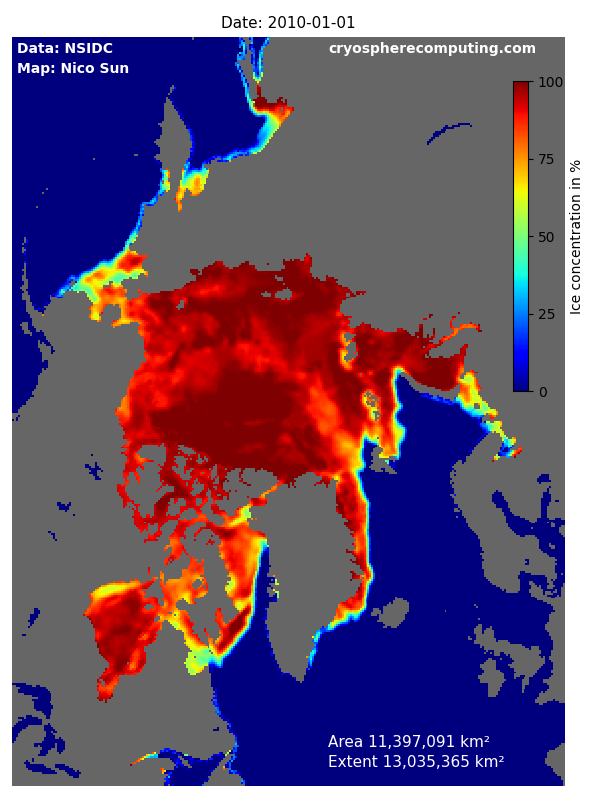 Date: 2010-01-01
Data: NSIDC
Map: Nico Sun
cryospherecomputing.com
100
75
50
25
0
Ice concentration in %
Area 11,397,091 km²
Extent 13,035,365 km²